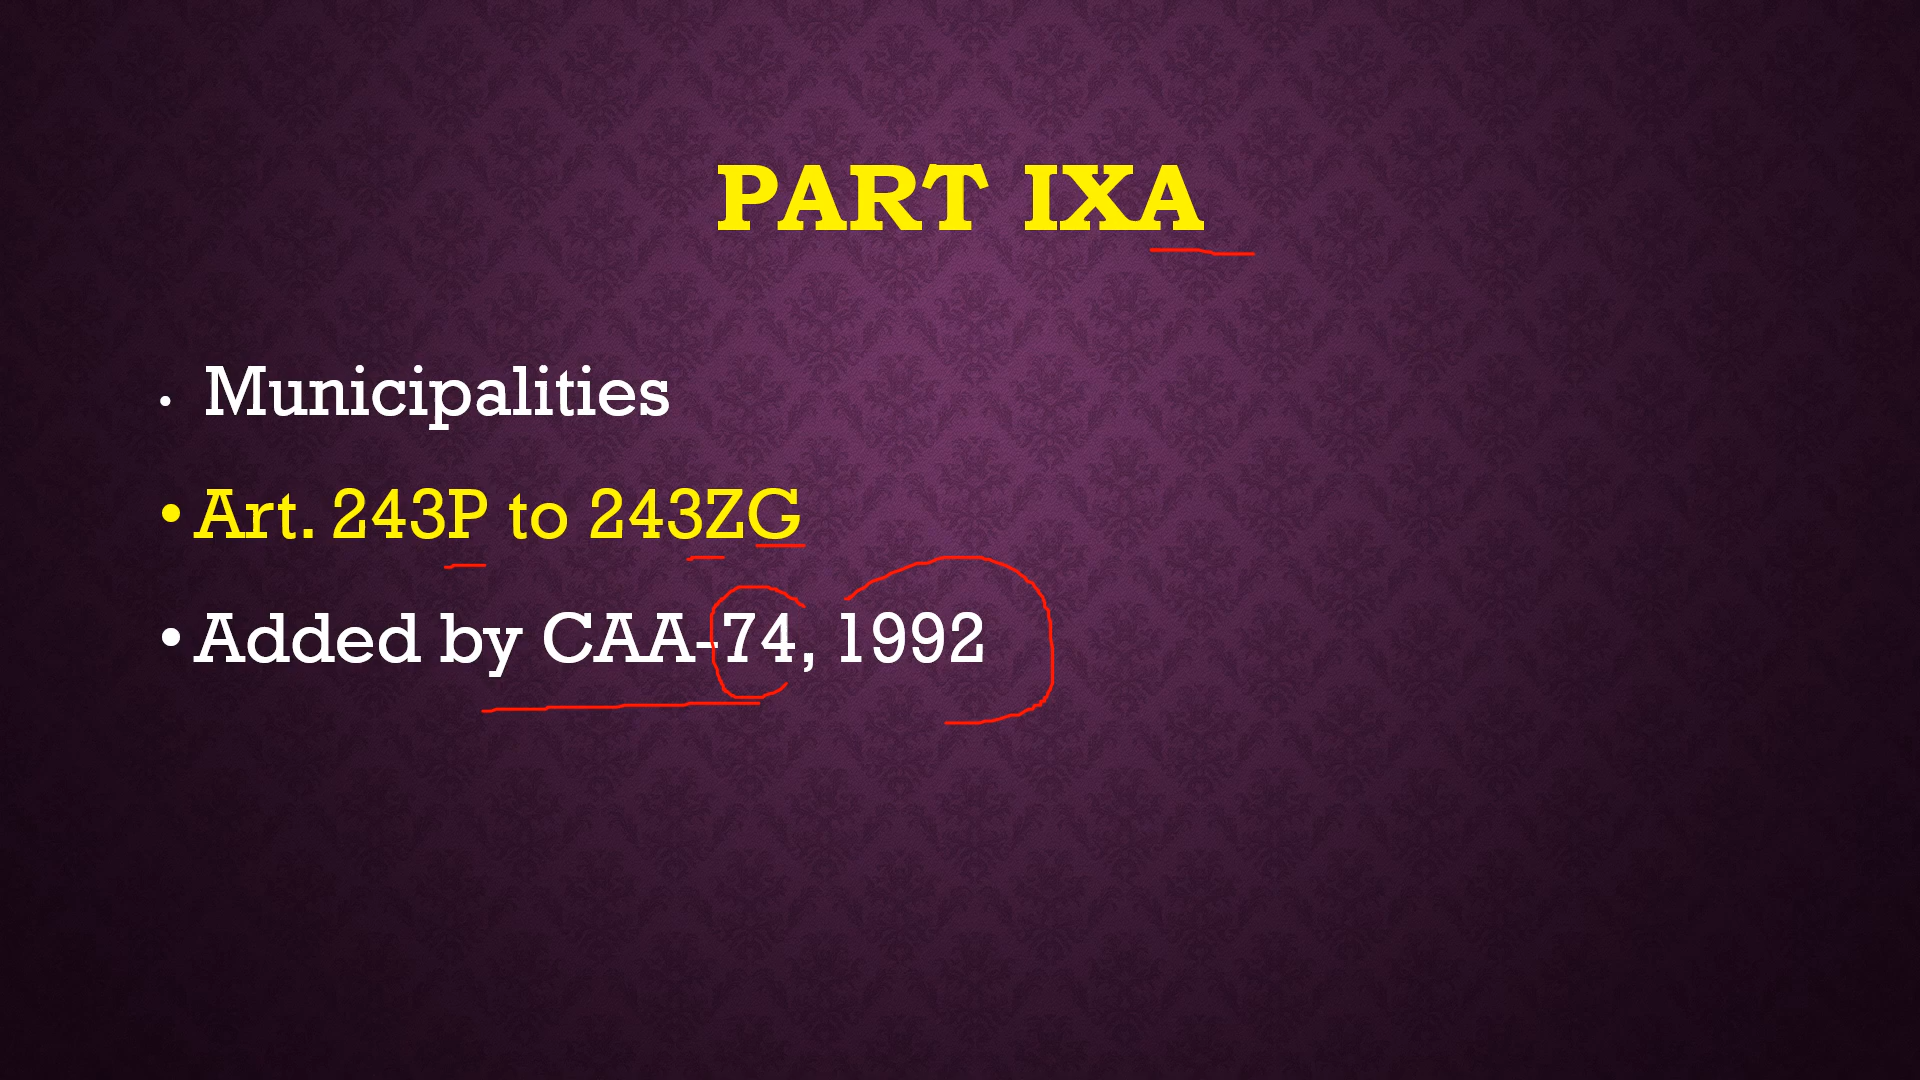 PART IXA
• Municipalities
• Art. 243P to 243ZG
• Added by CAA-74, 1992